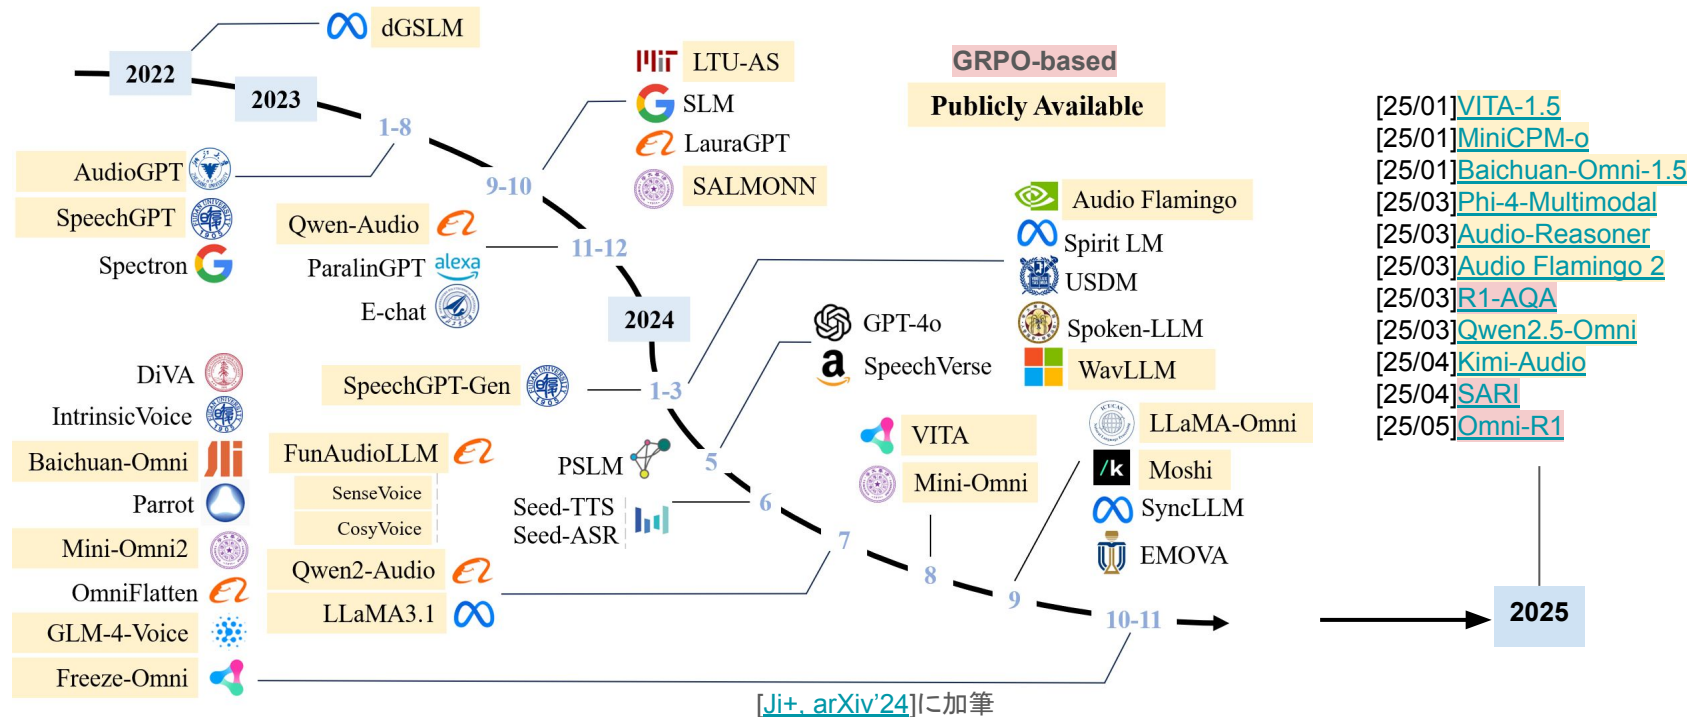 dGSLM
2022
2023
1-8
AudioGPT
SpeechGPT
Spectron
MIT
LTU-AS
SLM
LauraGPT
SALMONN
9-10
Qwen-Audio
ParalinGPT
alexa
E-chat
11-12
GRPO-based
Publicly Available
2024
Audio Flamingo
Spirit LM
USDM
Spoken-LLM
WavLLM
SpeechGPT-Gen
1-3
GPT-4o
SpeechVerse
5
PSLM
Seed-TTS
Seed-ASR
6
FunAudioLLM
SenseVoice
CosyVoice
Qwen2-Audio
LLaMA3.1
7
VITA
Mini-Omni
8
LLaMA-Omni
/k
Moshi
SyncLLM
EMOVA
9
DiVA
IntrinsicVoice
Baichuan-Omni
Parrot
Mini-Omni2
OmniFlatten
GLM-4-Voice
Freeze-Omni
10-11
[25/01]VITA-1.5
[25/01]MiniCPM-o
[25/01]Baichuan-Omni-1.5
[25/03]Phi-4-Multimodal
[25/03]Audio-Reasoner
[25/03]Audio Flamingo 2
[25/03]R1-AQA
[25/03]Qwen2.5-Omni
[25/04]Kimi-Audio
[25/04]SARI
[25/05]Omni-R1
2025
[Ji+, arXiv'24]に加筆